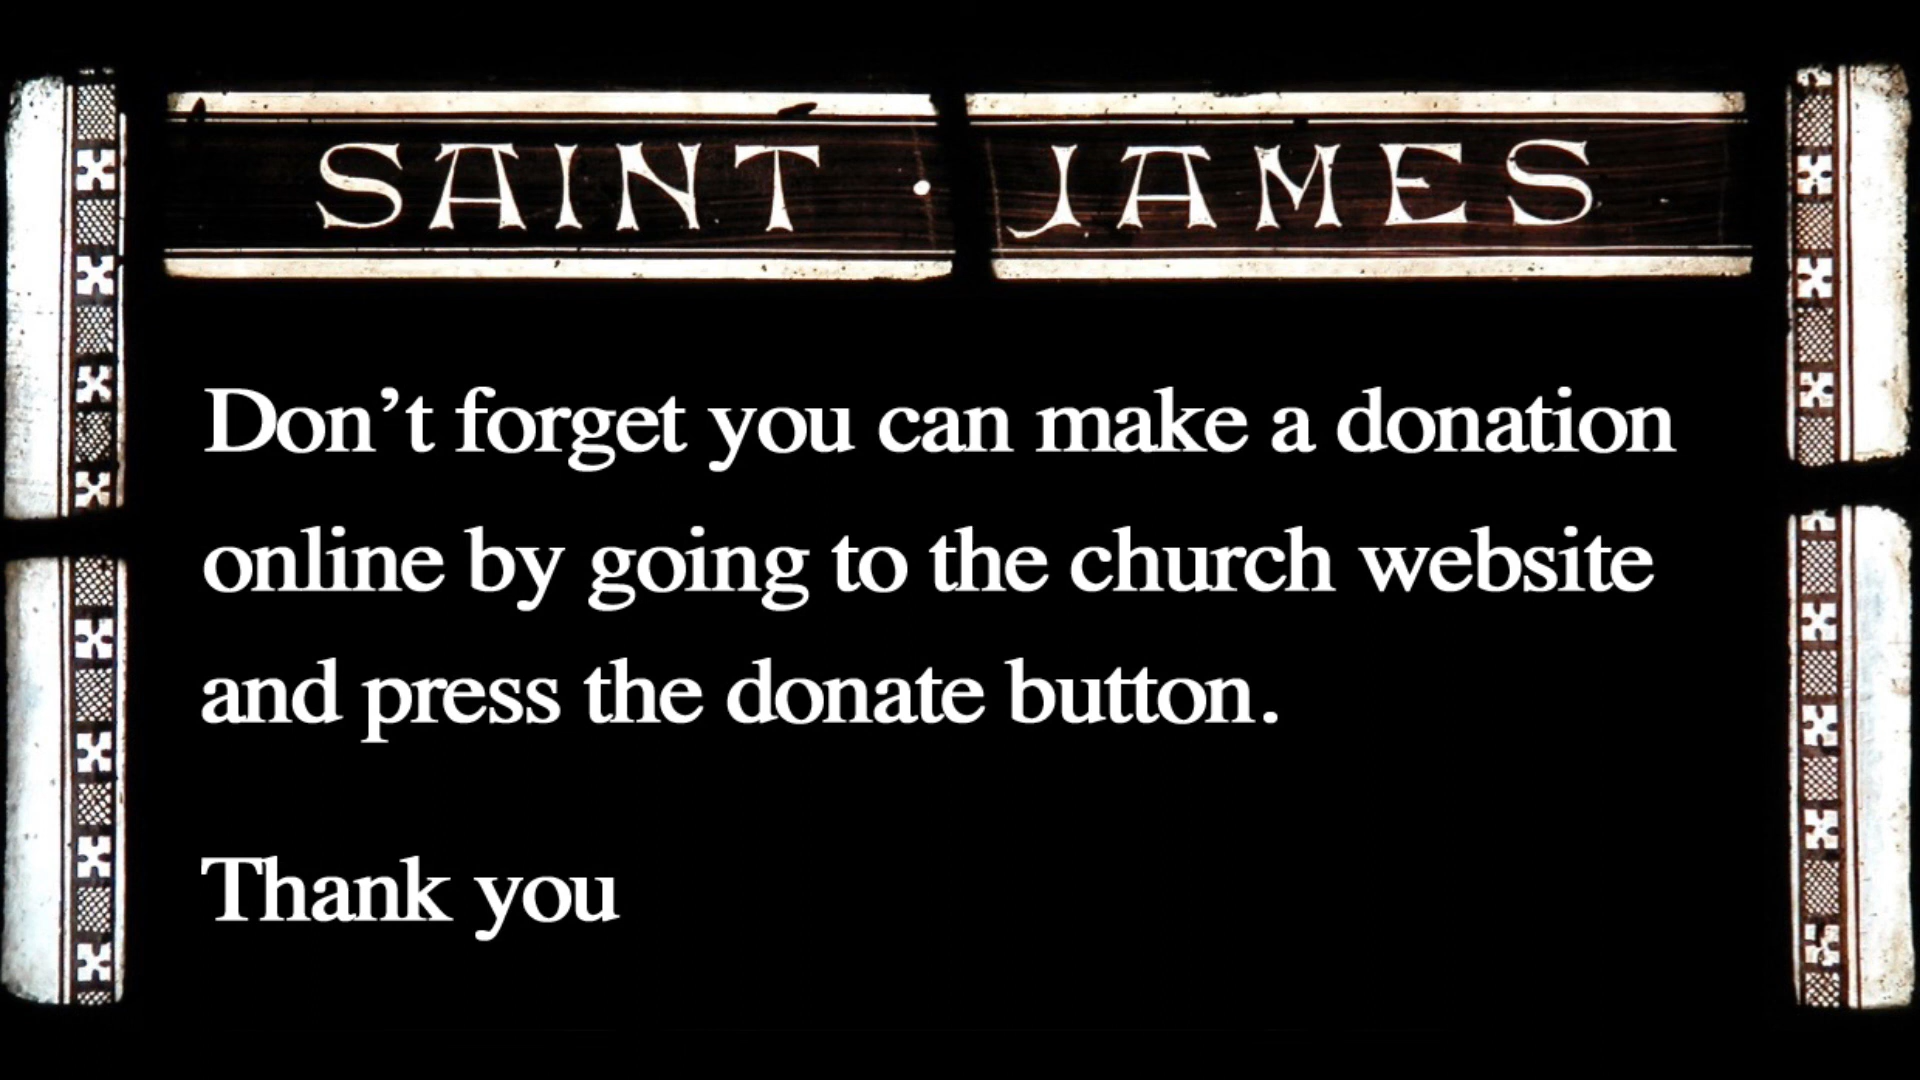 SAINT · JAMES
Don’t forget you can make a donation
online by going to the church website
and press the donate button.
Thank you